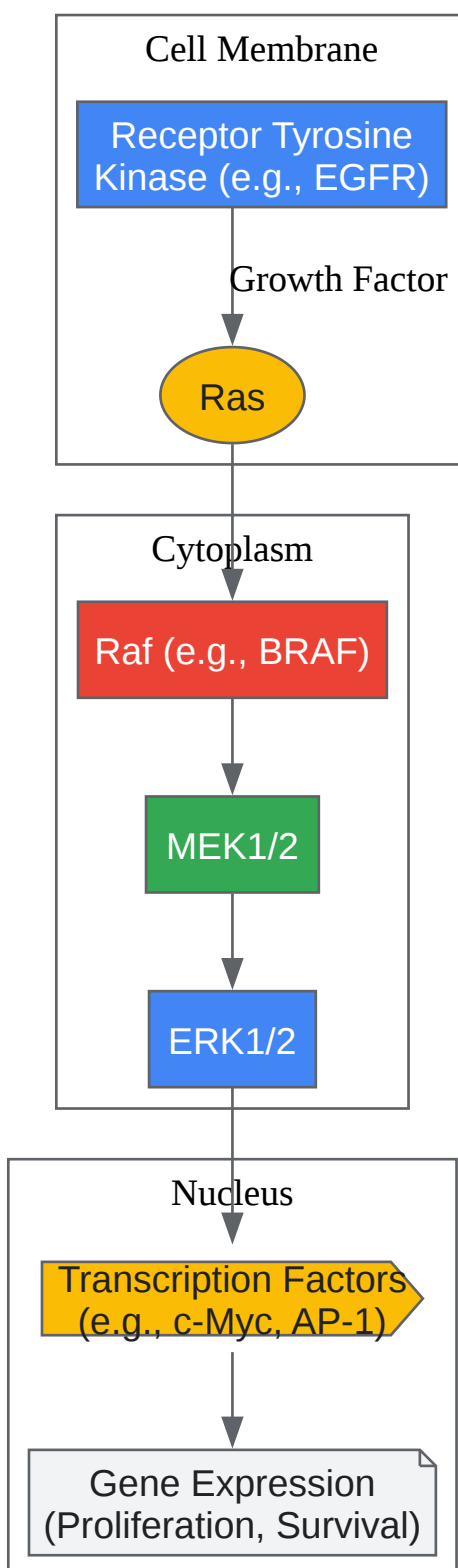 Cell Membrane
Receptor Tyrosine
Kinase (e.g., EGFR)
Growth Factor
Ras
Cytoplasm
Raf (e.g., BRAF)
MEK1/2
ERK1/2
Nucleus
Transcription Factors
(e.g., c-Myc, AP-1)
Gene Expression
(Proliferation, Survival)